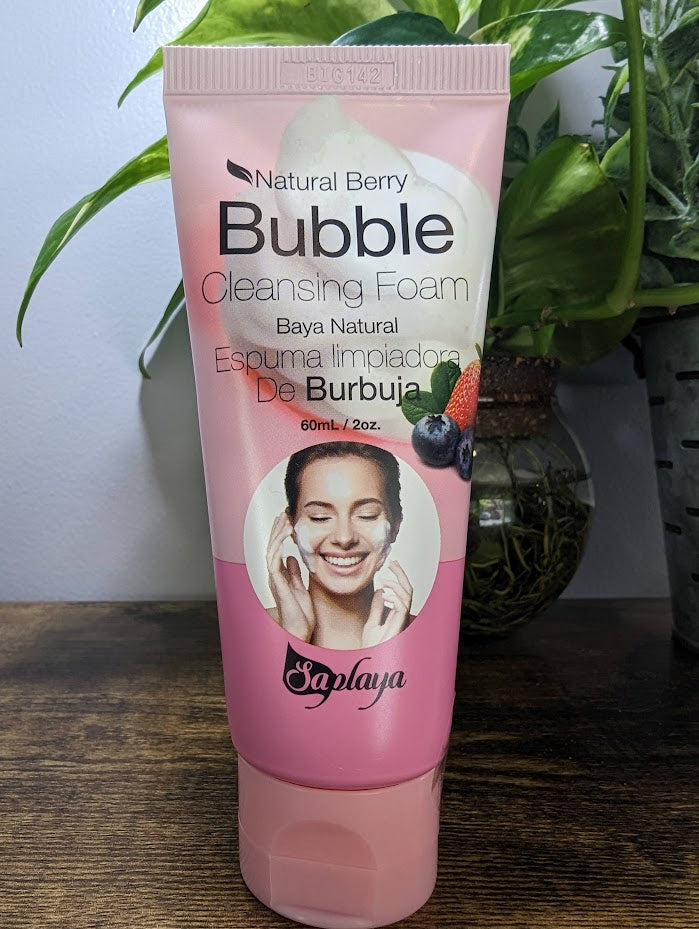 BIG142
Natural Berry
Bubble
Cleansing Foam
Baya Natural
Espuma limpiadora
De Burbuja
60mL / 2oz.
Saplaya